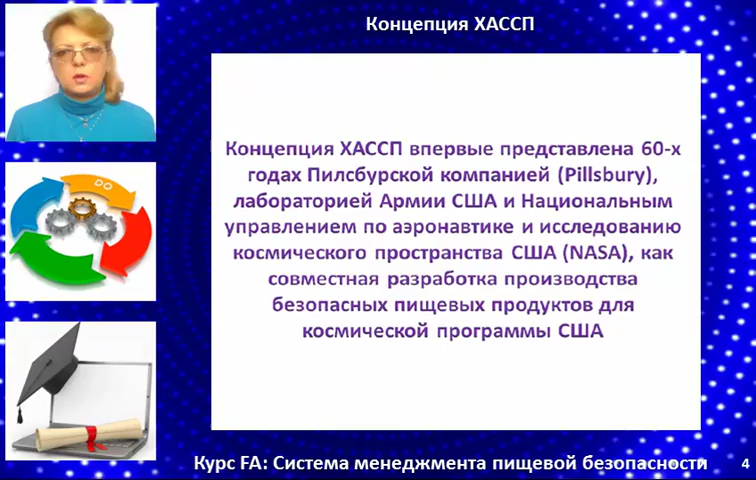 Концепция ХАССП
DO
Концепция ХАССП впервые представлена 60-х
годах Пилсбурской компанией (Pillsbury),
лабораторией Армии США и Национальным
управлением по аэронавтике и исследованию
космического пространства США (NASA), как
совместная разработка производства
безопасных пищевых продуктов для
космической программы США
Курс FA: Система менеджмента пищевой безопасности
4